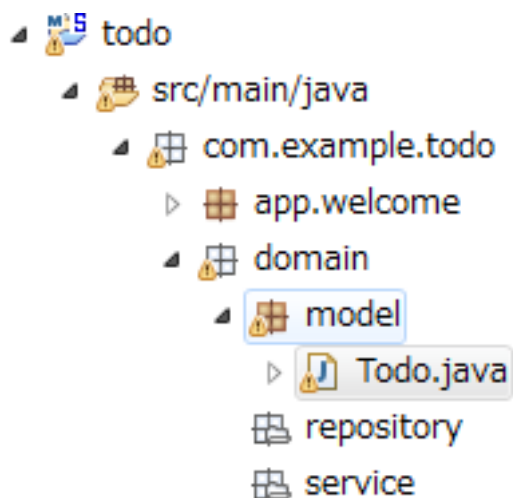 todo
src/main/java
com.example.todo
app.welcome
domain
model
Todo.java
repository
service